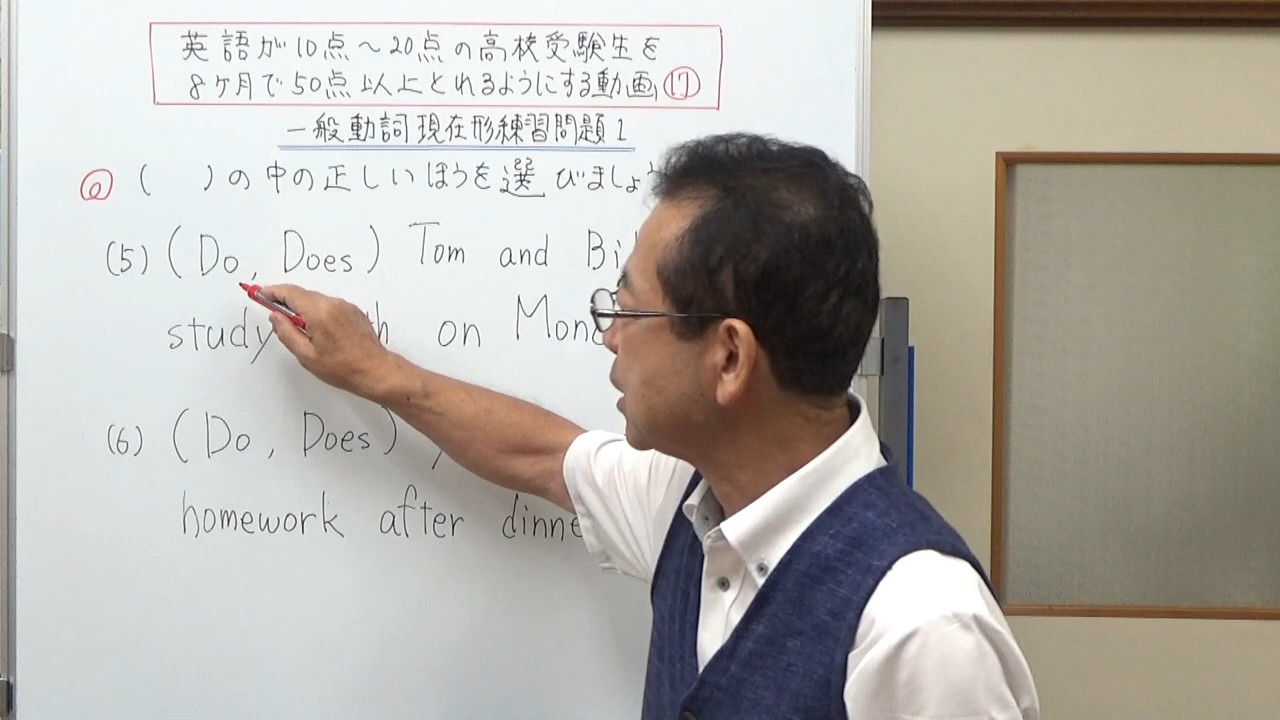 英語が10点～20点の高校受験生を
8ヶ月で50点以上とれるようにする動画⑰
一般動詞現在形練習問題1
ⓐ ( )の中の正しいほうを選びましょう
(5) (Do, Does) Tom and
study on
(6) (Do, Does)
homework after